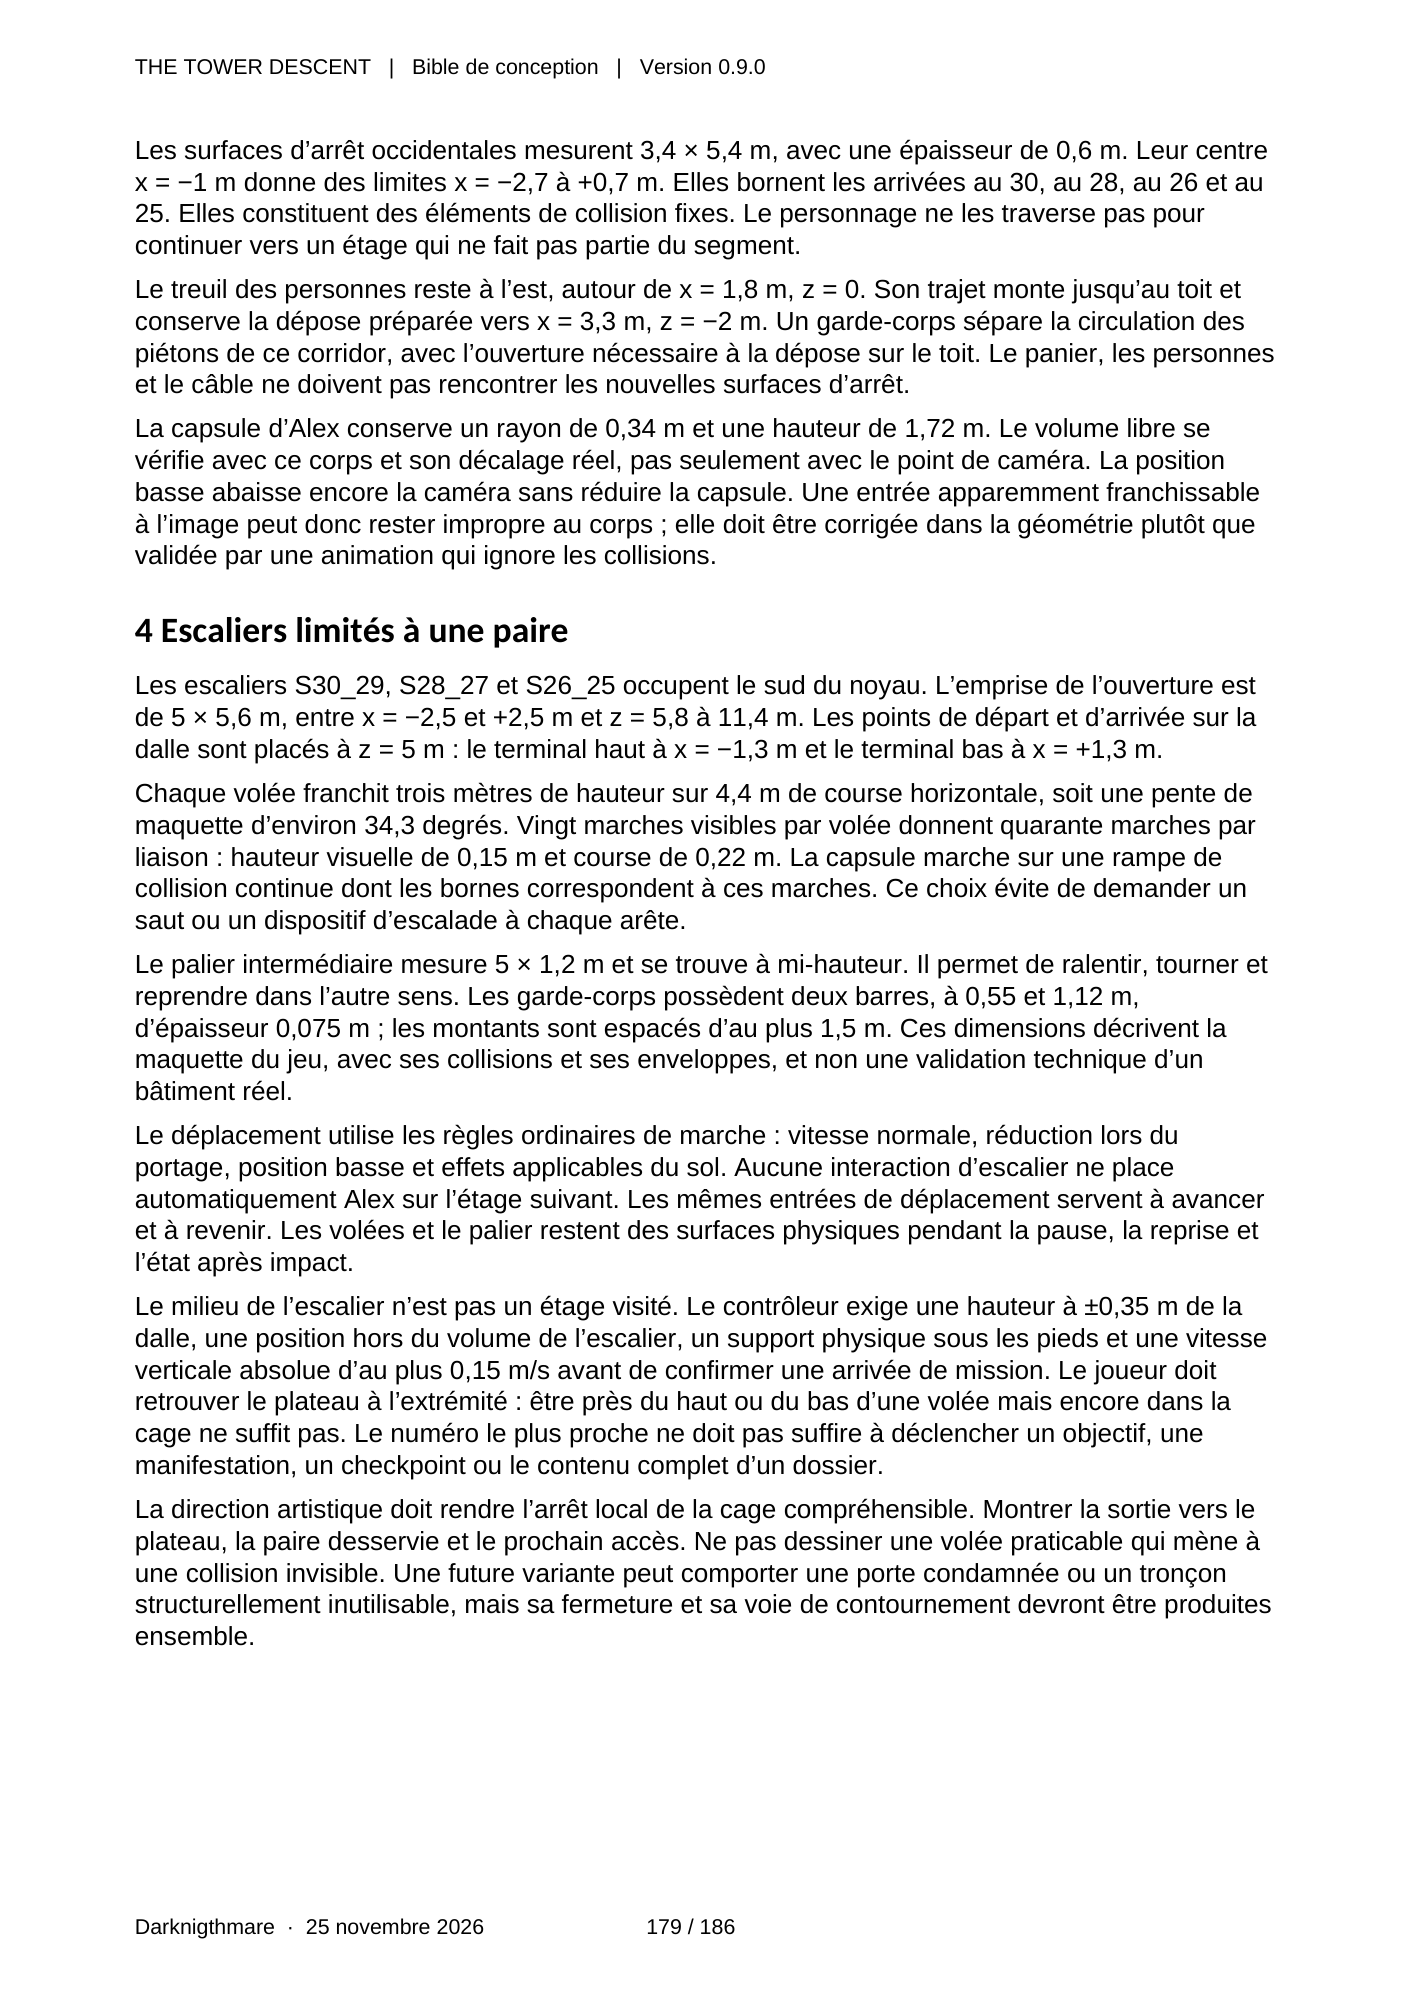 THE TOWER DESCENT | Bible de conception | Version 0.9.0
Les surfaces d’arrêt occidentales mesurent 3,4 × 5,4 m, avec une épaisseur de 0,6 m. Leur centre
x = −1 m donne des limites x = −2,7 à +0,7 m. Elles bornent les arrivées au 30, au 28, au 26 et au
25. Elles constituent des éléments de collision fixes. Le personnage ne les traverse pas pour
continuer vers un étage qui ne fait pas partie du segment.
Le treuil des personnes reste à l’est, autour de x = 1,8 m, z = 0. Son trajet monte jusqu’au toit et
conserve la dépose préparée vers x = 3,3 m, z = −2 m. Un garde-corps sépare la circulation des
piétons de ce corridor, avec l’ouverture nécessaire à la dépose sur le toit. Le panier, les personnes
et le câble ne doivent pas rencontrer les nouvelles surfaces d’arrêt.
La capsule d’Alex conserve un rayon de 0,34 m et une hauteur de 1,72 m. Le volume libre se
vérifie avec ce corps et son décalage réel, pas seulement avec le point de caméra. La position
basse abaisse encore la caméra sans réduire la capsule. Une entrée apparemment franchissable
à l’image peut donc rester impropre au corps ; elle doit être corrigée dans la géométrie plutôt que
validée par une animation qui ignore les collisions.
4 Escaliers limités à une paire
Les escaliers S30_29, S28_27 et S26_25 occupent le sud du noyau. L’emprise de l’ouverture est
de 5 × 5,6 m, entre x = −2,5 et +2,5 m et z = 5,8 à 11,4 m. Les points de départ et d’arrivée sur la
dalle sont placés à z = 5 m : le terminal haut à x = −1,3 m et le terminal bas à x = +1,3 m.
Chaque volée franchit trois mètres de hauteur sur 4,4 m de course horizontale, soit une pente de
maquette d’environ 34,3 degrés. Vingt marches visibles par volée donnent quarante marches par
liaison : hauteur visuelle de 0,15 m et course de 0,22 m. La capsule marche sur une rampe de
collision continue dont les bornes correspondent à ces marches. Ce choix évite de demander un
saut ou un dispositif d’escalade à chaque arête.
Le palier intermédiaire mesure 5 × 1,2 m et se trouve à mi-hauteur. Il permet de ralentir, tourner et
reprendre dans l’autre sens. Les garde-corps possèdent deux barres, à 0,55 et 1,12 m,
d’épaisseur 0,075 m ; les montants sont espacés d’au plus 1,5 m. Ces dimensions décrivent la
maquette du jeu, avec ses collisions et ses enveloppes, et non une validation technique d’un
bâtiment réel.
Le déplacement utilise les règles ordinaires de marche : vitesse normale, réduction lors du
portage, position basse et effets applicables du sol. Aucune interaction d’escalier ne place
automatiquement Alex sur l’étage suivant. Les mêmes entrées de déplacement servent à avancer
et à revenir. Les volées et le palier restent des surfaces physiques pendant la pause, la reprise et
l’état après impact.
Le milieu de l’escalier n’est pas un étage visité. Le contrôleur exige une hauteur à ±0,35 m de la
dalle, une position hors du volume de l’escalier, un support physique sous les pieds et une vitesse
verticale absolue d’au plus 0,15 m/s avant de confirmer une arrivée de mission. Le joueur doit
retrouver le plateau à l’extrémité : être près du haut ou du bas d’une volée mais encore dans la
cage ne suffit pas. Le numéro le plus proche ne doit pas suffire à déclencher un objectif, une
manifestation, un checkpoint ou le contenu complet d’un dossier.
La direction artistique doit rendre l’arrêt local de la cage compréhensible. Montrer la sortie vers le
plateau, la paire desservie et le prochain accès. Ne pas dessiner une volée praticable qui mène à
une collision invisible. Une future variante peut comporter une porte condamnée ou un tronçon
structurellement inutilisable, mais sa fermeture et sa voie de contournement devront être produites
ensemble.
Darknigthmare · 25 novembre 2026 179 / 186